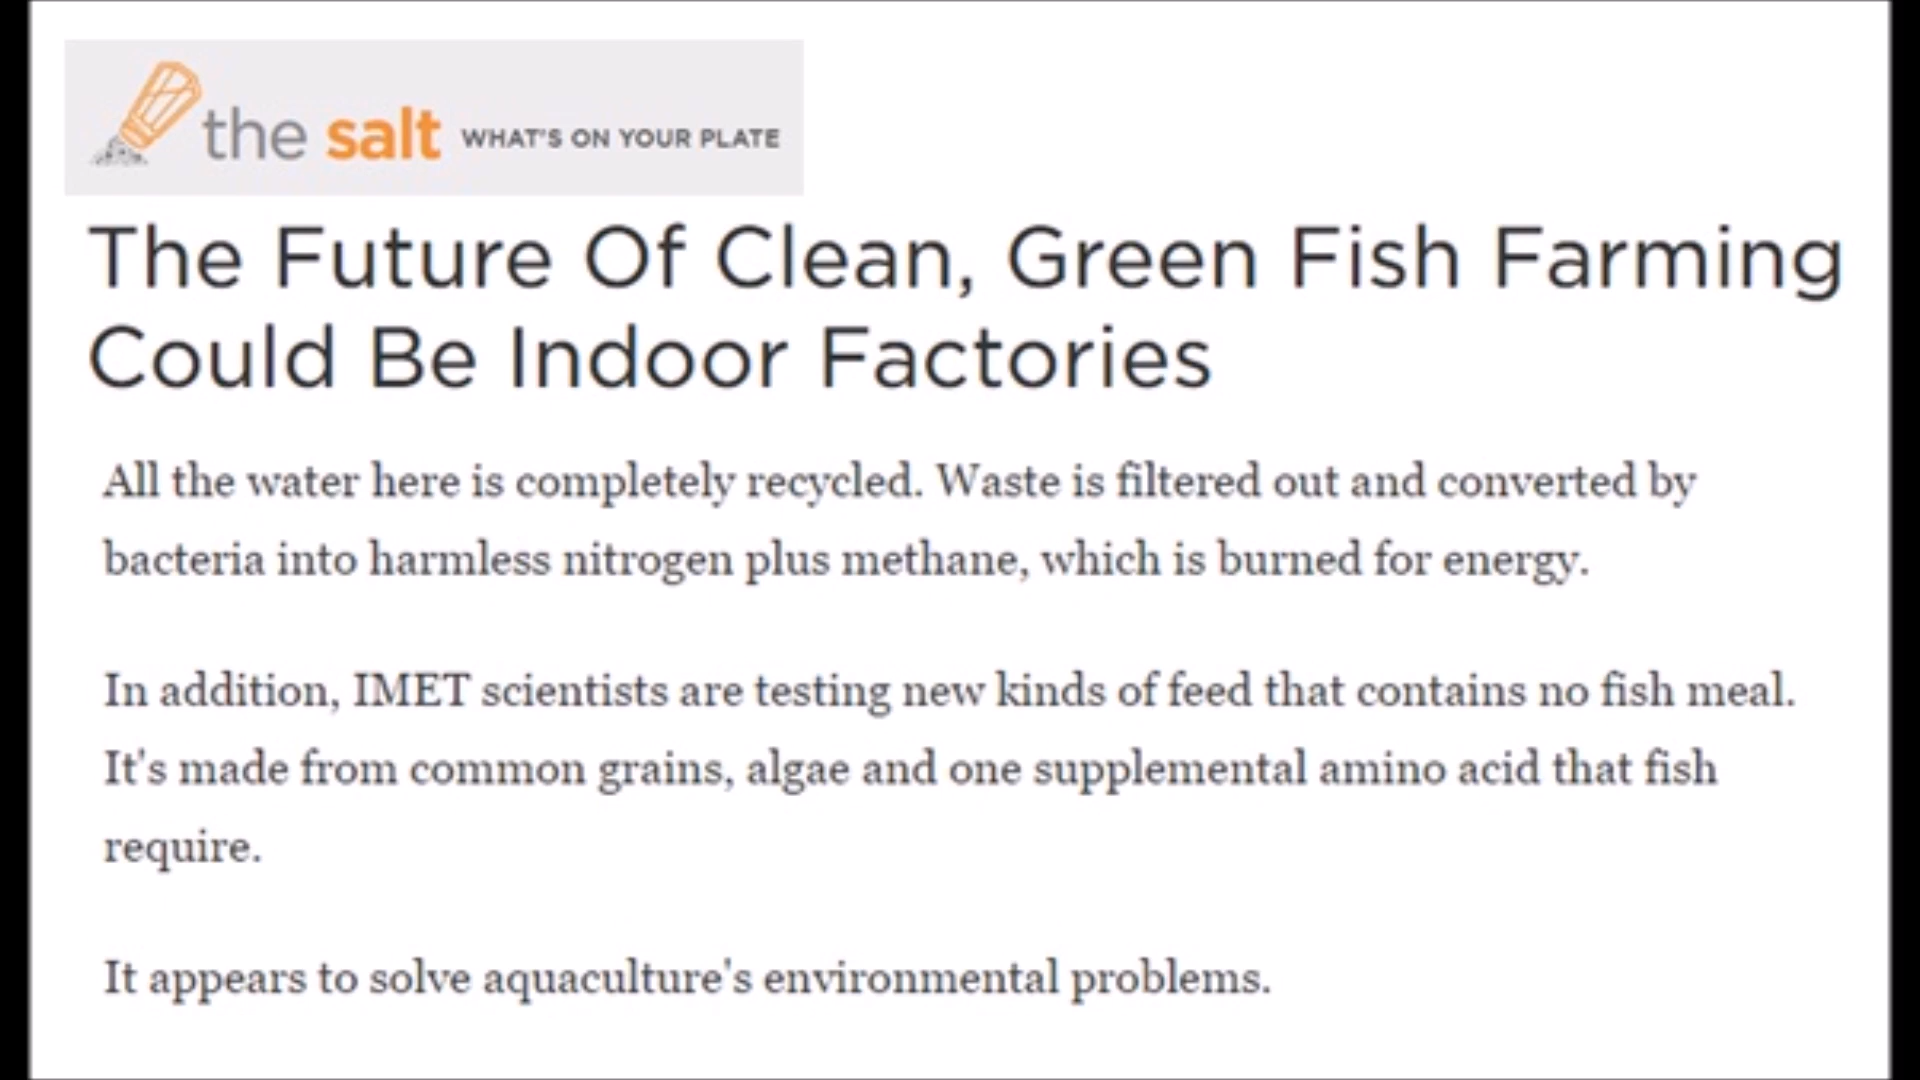 the salt WHAT'S ON YOUR PLATE
The Future Of Clean, Green Fish Farming
Could Be Indoor Factories
All the water here is completely recycled. Waste is filtered out and converted by
bacteria into harmless nitrogen plus methane, which is burned for energy.
In addition, IMET scientists are testing new kinds of feed that contains no fish meal.
It's made from common grains, algae and one supplemental amino acid that fish
require.
It appears to solve aquaculture's environmental problems.